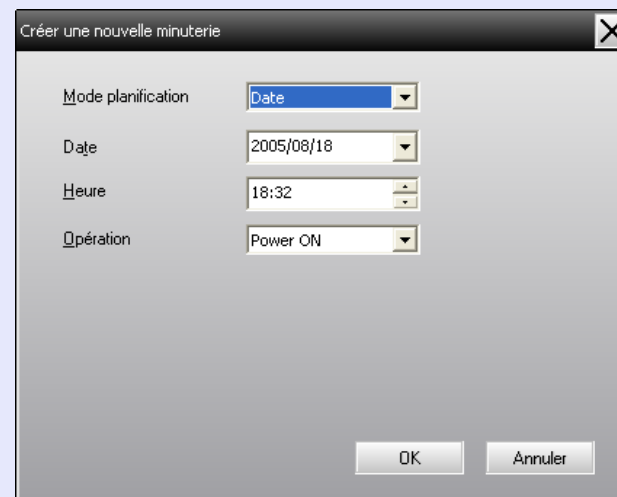 Créer une nouvelle minuterie
Mode planification
Date
Date
2005/08/18
Heure
18:32
Opération
Power ON
OK
Annuler